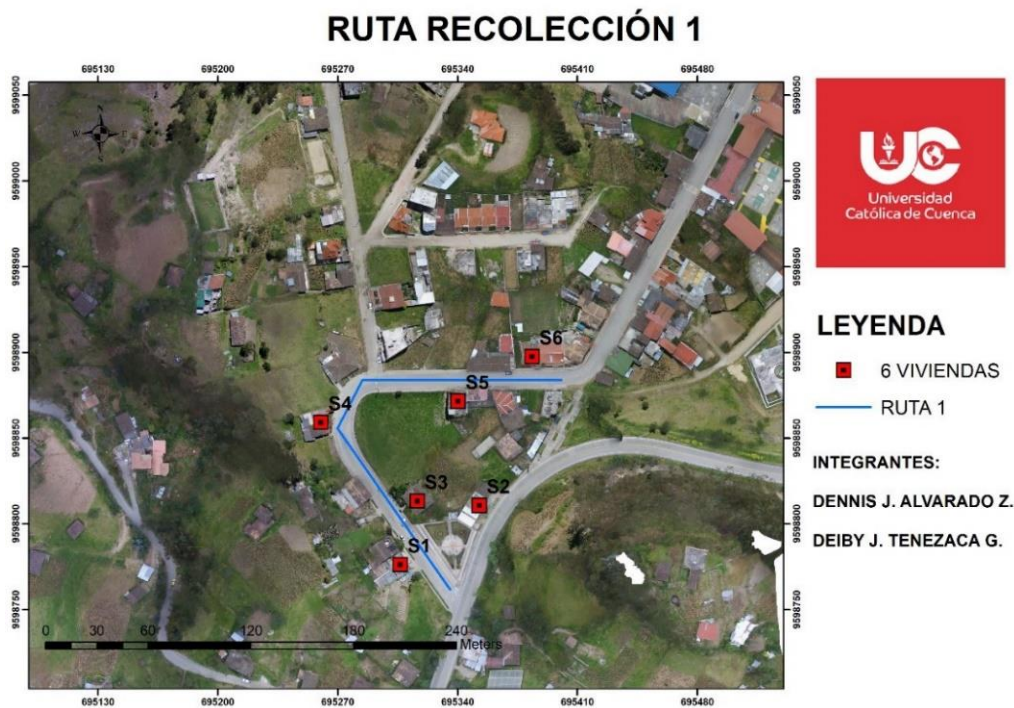 RUTA RECOLECCIÓN 1
695130 695200 695270 695340 695410 695480
9599050 9599050
W E
9599000 9599000
UC
Universidad
Católica de Cuenca
9598950 9598950
LEYENDA
6 VIVIENDAS
RUTA 1
9598900 9598900
S6
S5
S4
9598850 9598850
INTEGRANTES:
DENNIS J. ALVARADO Z.
DEIBY J. TENEZACA G.
S3
S2
9598800 9598800
S1
9598750 9598750
0 30 60 120 180 240
Meters
695130 695200 695270 695340 695410 695480